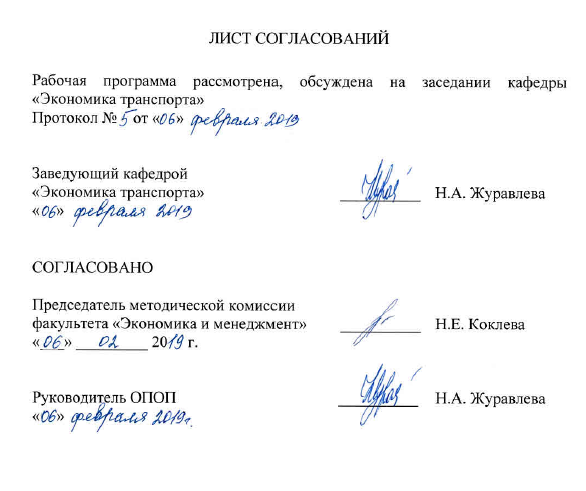 ЛИСТ СОГЛАСОВАНИЙ
Рабочая программа рассмотрена, обсуждена на заседании кафедры
«Экономика транспорта»
Протокол № 5 от «06» февраля 2019
Заведующий кафедрой
«Экономика транспорта» Н.А. Журавлева
«06» февраля 2019
СОГЛАСОВАНО
Председатель методической комиссии
факультета «Экономика и менеджмент» Н.Е. Коклева
«06» 02 2019 г.
Руководитель ОПОП Н.А. Журавлева
«06» февраля 2019г.